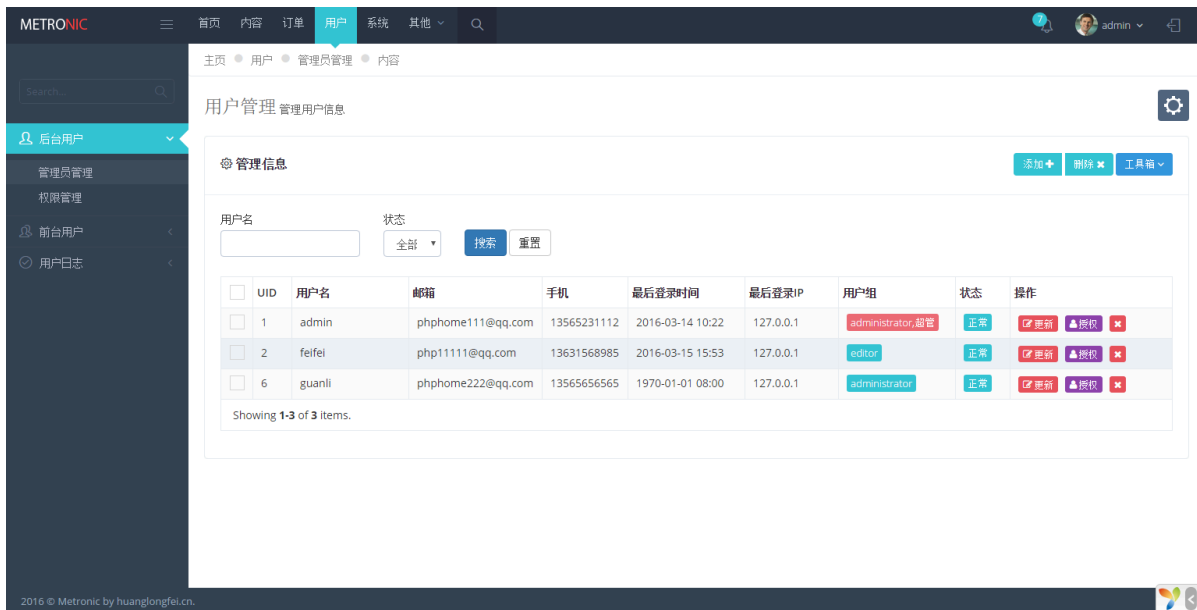 METRONIC 首页 内容 订单 用户 系统 其他 7 admin
主页 用户 管理员管理 内容
Search...
用户管理 管理用户信息
后台用户
管理员管理
权限管理
前台用户
用户日志
管理信息 添加 删除 工具箱
用户名 状态
全部 搜索 重置
UID 用户名 邮箱 手机 最后登录时间 最后登录IP 用户组 状态 操作
1 admin phphome111@qq.com 13565231112 2016-03-14 10:22 127.0.0.1 administrator,超管 正常 更新 授权
2 feifei php11111@qq.com 13631568985 2016-03-15 15:53 127.0.0.1 editor 正常 更新 授权
6 guanli phphome222@qq.com 13565656565 1970-01-01 08:00 127.0.0.1 administrator 正常 更新 授权
Showing 1-3 of 3 items.
2016 © Metronic by huanglongfei.cn.